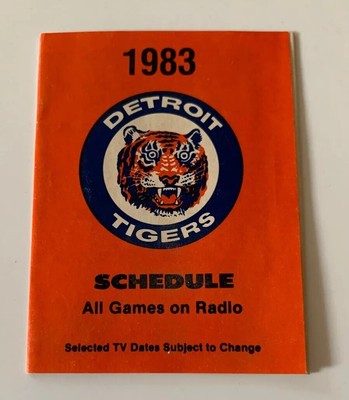 1983
DETROIT
TIGERS
SCHEDULE
All Games on Radio
Selected TV Dates Subject to Change